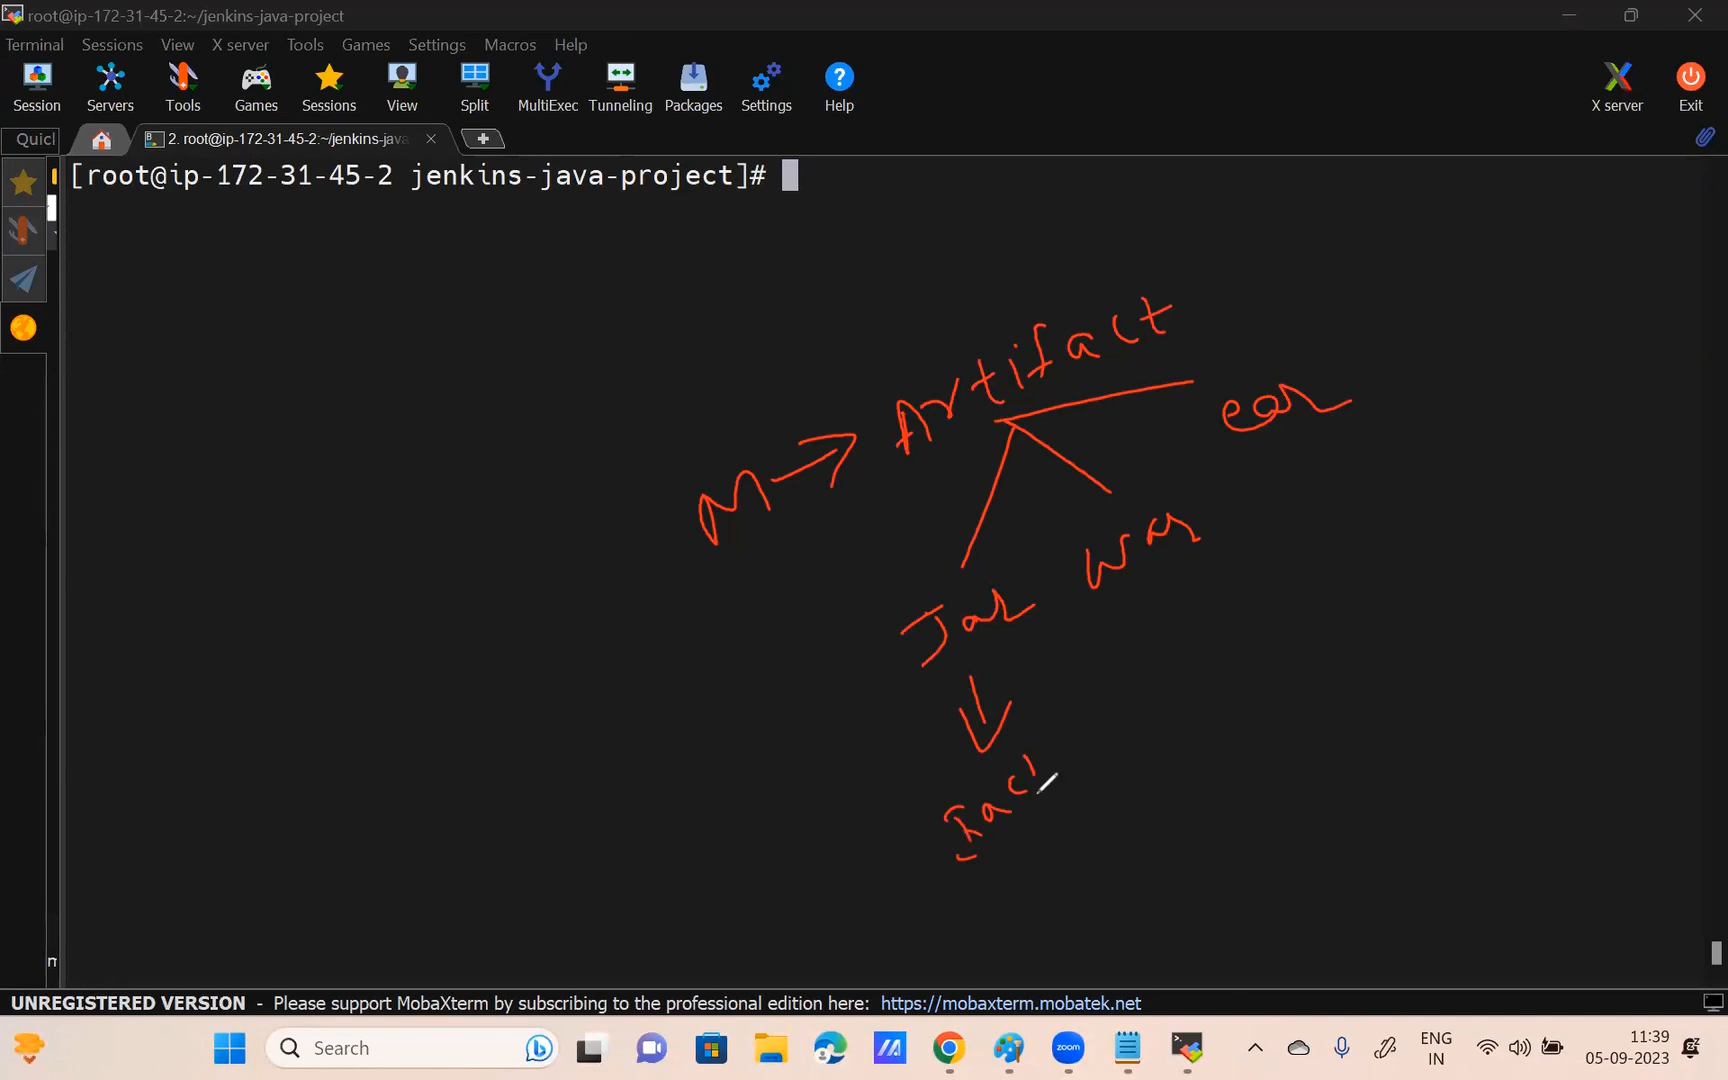 root@ip-172-31-45-2:~/jenkins-java-project
Terminal Sessions View X server Tools Games Settings Macros Help
Session Servers Tools Games Sessions View Split MultiExec Tunneling Packages Settings Help X server Exit
Quicl 2. root@ip-172-31-45-2:~/jenkins-java
[root@ip-172-31-45-2 jenkins-java-project]#
Artifact
ear
M
war
Jar
UNREGISTERED VERSION - Please support MobaXterm by subscribing to the professional edition here: https://mobaxterm.mobatek.net
Search zoom ENG 11:39
IN 05-09-2023